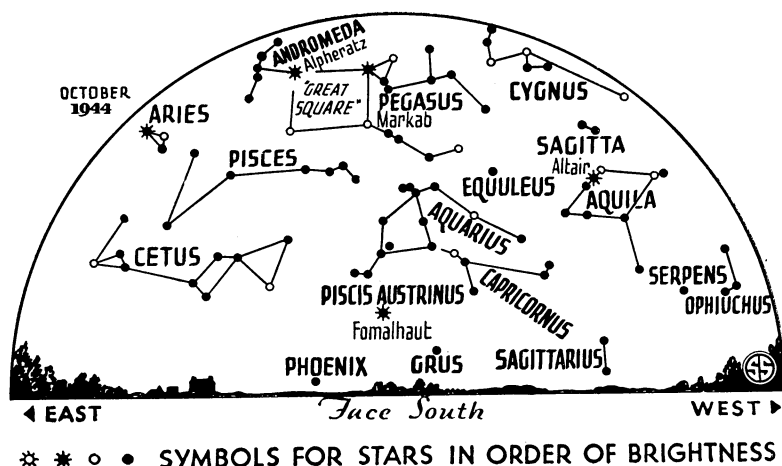 ANDROMEDA
Alpheratz
OCTOBER
1944
ARIES
"GREAT
SQUARE"
PEGASUS
Markab
CYGNUS
PISCES
SAGITTA
Altair
EQUULEUS
AQUILA
AQUARIUS
CETUS
SERPENS
OPHIUCHUS
PISCIS AUSTRINUS
Fomalhaut
CAPRICORNUS
PHOENIX
GRUS
SAGITTARIUS
SS
EAST
Face South
WEST
SYMBOLS FOR STARS IN ORDER OF BRIGHTNESS